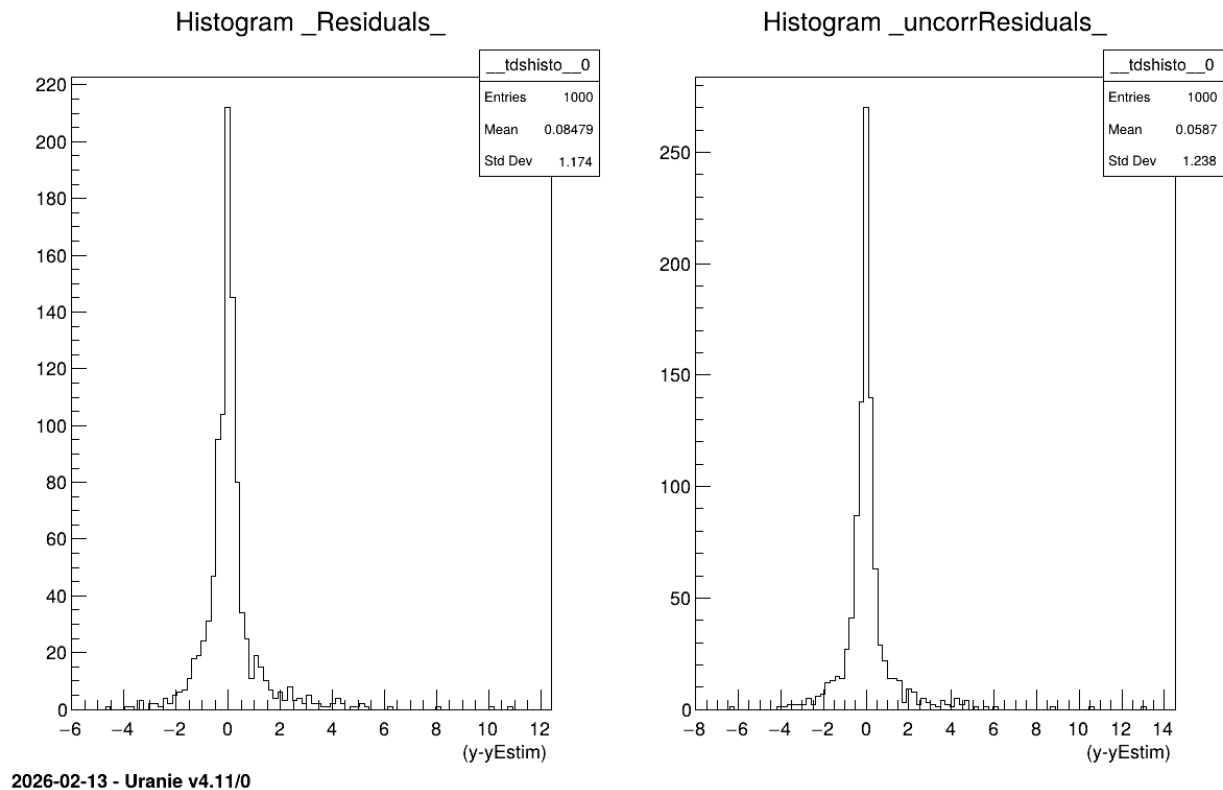 Histogram _Residuals_
__tdshisto__0
Entries 1000
Mean 0.08479
Std Dev 1.174
220
200
180
160
140
120
100
80
60
40
20
0
−6 −4 −2 0 2 4 6 8 10 12
(y-yEstim)
Histogram _uncorrResiduals_
__tdshisto__0
Entries 1000
Mean 0.0587
Std Dev 1.238
250
200
150
100
50
0
−8 −6 −4 −2 0 2 4 6 8 10 12 14
(y-yEstim)
2026-02-13 - Uranie v4.11/0